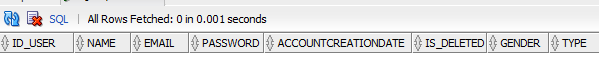 SQL | All Rows Fetched: 0 in 0.001 seconds
ID_USER NAME EMAIL PASSWORD ACCOUNTCREATIONDATE IS_DELETED GENDER TYPE